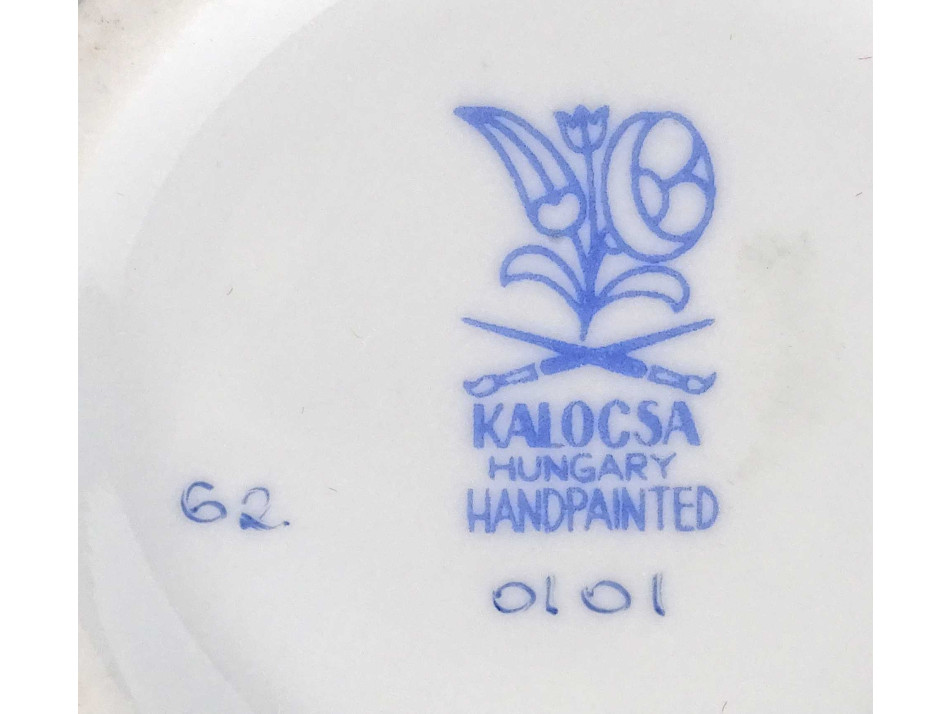 KALOCSA
HUNGARY
HANDPAINTED
62
0101